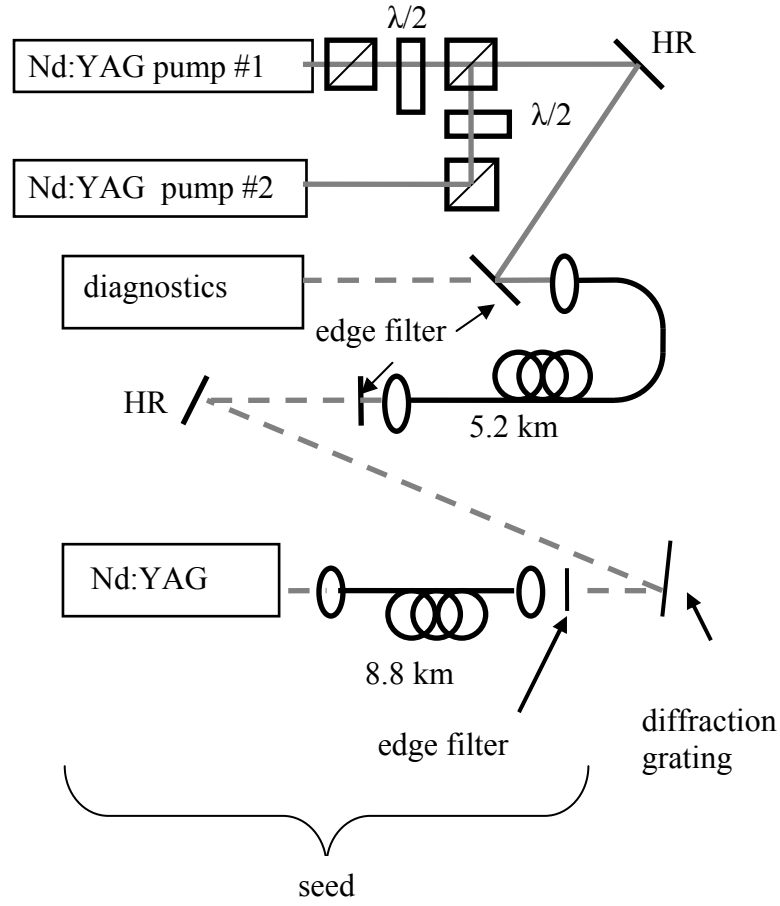 λ/2
HR
Nd:YAG pump #1
λ/2
Nd:YAG pump #2
diagnostics
edge filter
HR
5.2 km
Nd:YAG
8.8 km
edge filter
diffraction
grating
seed